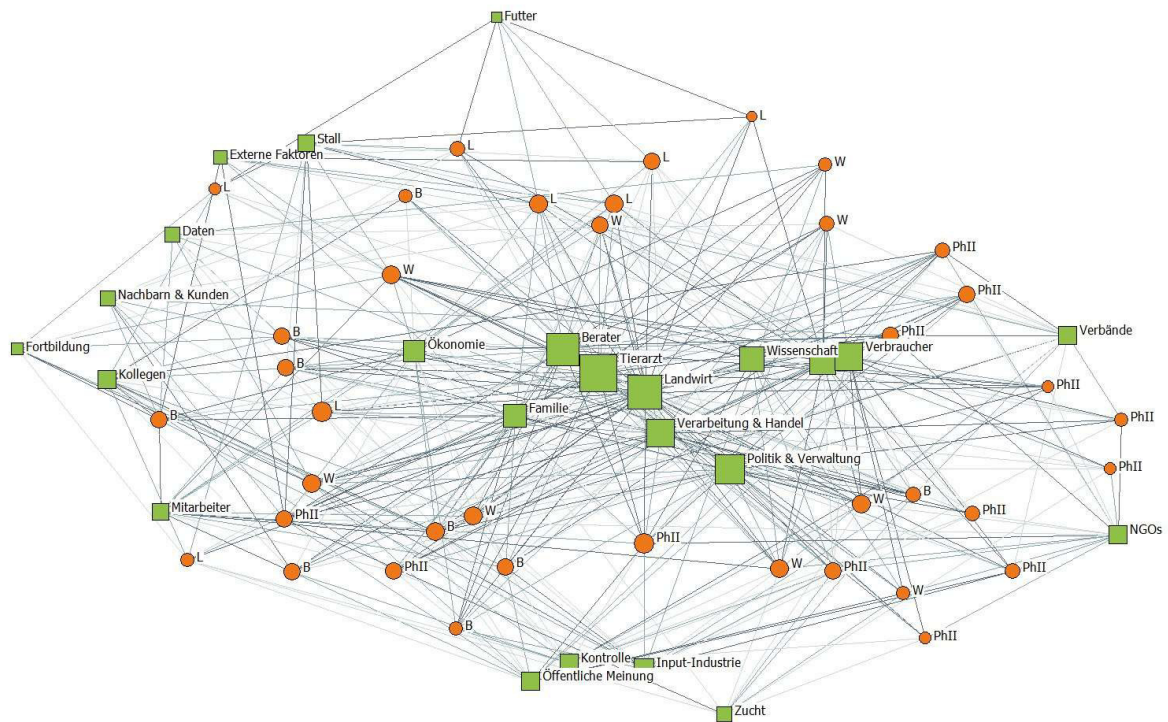 Futter
L
Stall
L
Externe Faktoren
L
W
L
B
L
L
W
W
Daten
PhII
W
PhII
Nachbarn & Kunden
B
Verbände
PhII
Berater
Verbraucher
Fortbildung
Ökonomie
Wissenschaft
Tierarzt
B
Kollegen
Landwirt
PhII
L
Familie
B
Verarbeitung & Handel
PhII
Politik & Verwaltung
PhII
W
B
W
Mitarbeiter
PhII
W
PhII
B
NGOs
PhII
L
B
PhII
B
W
PhII
PhII
W
B
PhII
Kontrolle
Input-Industrie
Öffentliche Meinung
Zucht